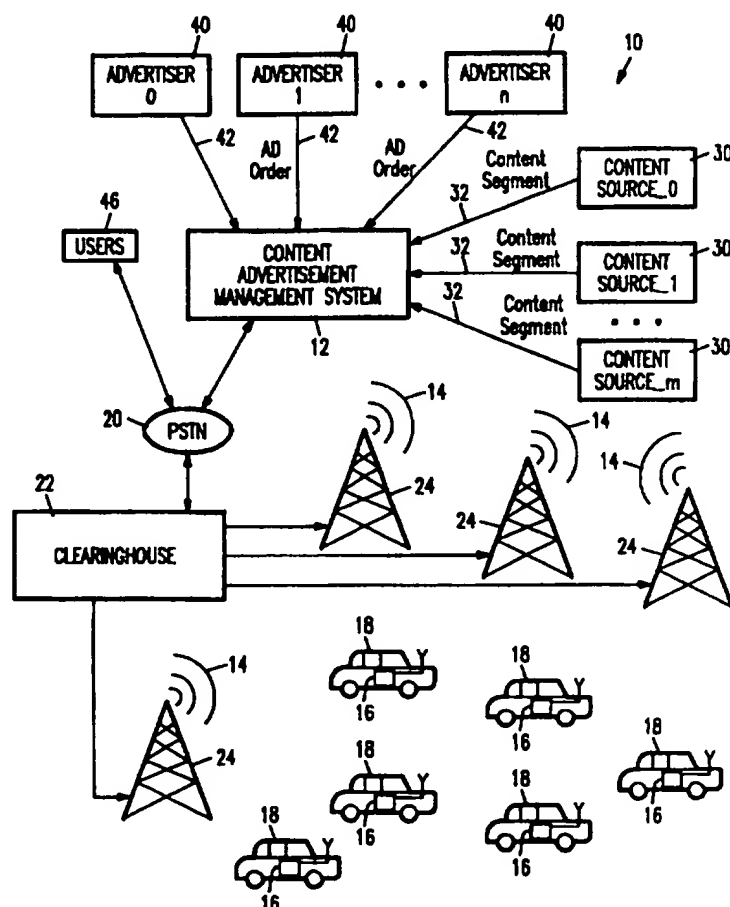 40
40
40
10
ADVERTISER
0
ADVERTISER
1
• • •
ADVERTISER
n
42
42
42
AD
Order
AD
Order
Content
Segment
32
CONTENT
SOURCE_0
30
46
USERS
CONTENT
ADVERTISEMENT
MANAGEMENT SYSTEM
12
Content
Segment
32
CONTENT
SOURCE_1
30
Content
Segment
32
• • •
CONTENT
SOURCE_m
30
20
PSTN
14
24
14
24
14
24
22
CLEARINGHOUSE
14
24
18
16
18
16
18
16
18
16
18
16
18
16